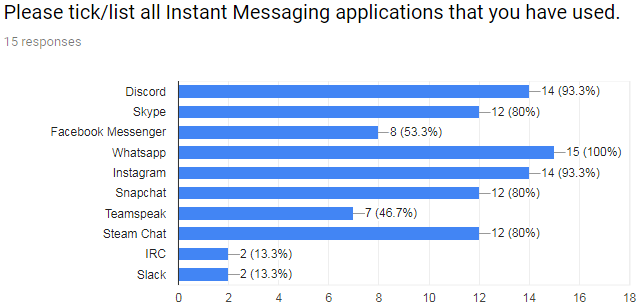 Please tick/list all Instant Messaging applications that you have used.
15 responses
Discord 14 (93.3%)
Skype 12 (80%)
Facebook Messenger 8 (53.3%)
Whatsapp 15 (100%)
Instagram 14 (93.3%)
Snapchat 12 (80%)
Teamspeak 7 (46.7%)
Steam Chat 12 (80%)
IRC 2 (13.3%)
Slack 2 (13.3%)
0 2 4 6 8 10 12 14 16 18